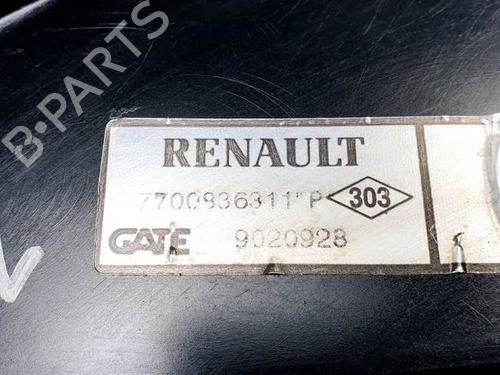 B-PARTS
RENAULT
7700836311"P 303
GATE 9020928